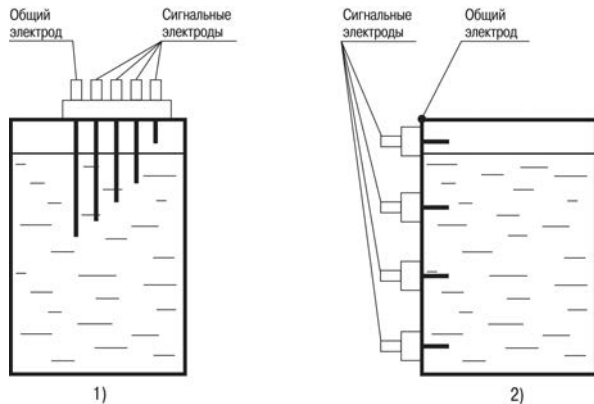 Общий
электрод
Сигнальные
электроды
Сигнальные
электроды
Общий
электрод
1)
2)